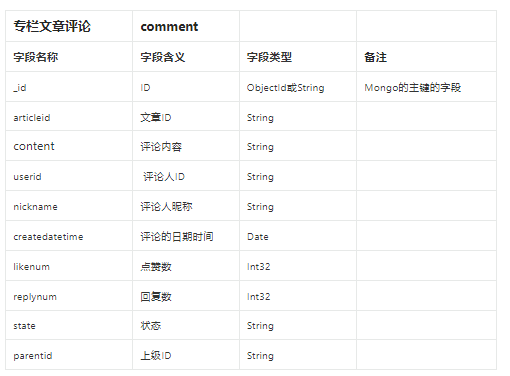 专栏文章评论 comment
字段名称 字段含义 字段类型 备注
_id ID ObjectId或String Mongo的主键的字段
articleid 文章ID String
content 评论内容 String
userid 评论人ID String
nickname 评论人昵称 String
createdatetime 评论的日期时间 Date
likenum 点赞数 Int32
replynum 回复数 Int32
state 状态 String
parentid 上级ID String